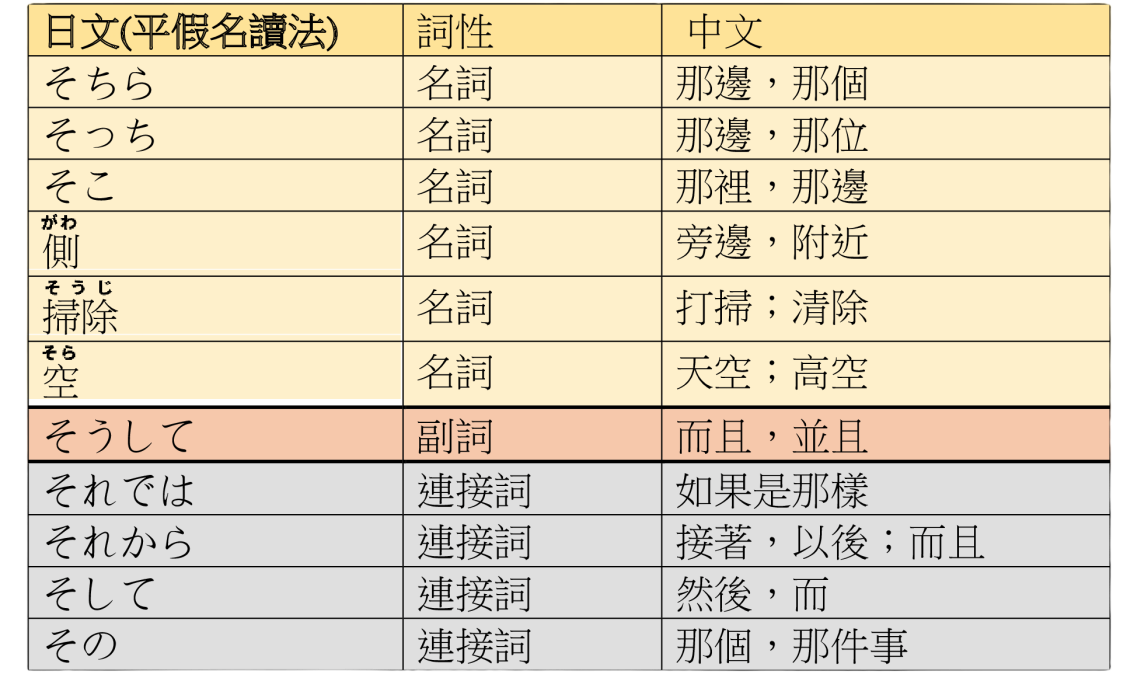 日文(平假名讀法) 詞性 中文
そちら 名詞 那邊，那個
そっち 名詞 那邊，那位
そこ 名詞 那裡，那邊
がわ
側 名詞 旁邊，附近
そうじ
掃除 名詞 打掃；清除
そら
空 名詞 天空；高空
そうして 副詞 而且，並且
それでは 連接詞 如果是那樣
それから 連接詞 接著，以後；而且
そして 連接詞 然後，而
その 連接詞 那個，那件事